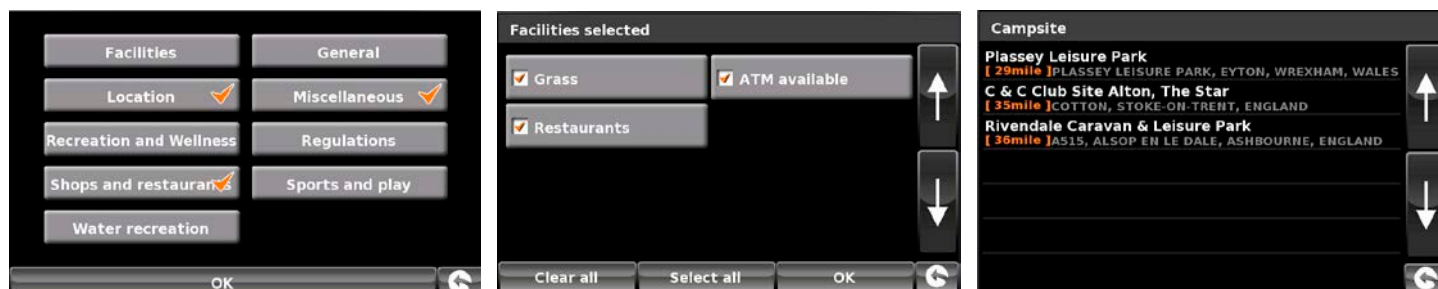 Facilities
General
Location
Miscellaneous
Recreation and Wellness
Regulations
Shops and restaurants
Sports and play
Water recreation
OK
Facilities selected
Grass
ATM available
Restaurants
Clear all
Select all
OK
Campsite
Plassey Leisure Park
[ 29mile ]PLASSEY LEISURE PARK, EYTON, WREXHAM, WALES
C & C Club Site Alton, The Star
[ 35mile ]COTTON, STOKE-ON-TRENT, ENGLAND
Rivendale Caravan & Leisure Park
[ 36mile ]A515, ALSOP EN LE DALE, ASHBOURNE, ENGLAND